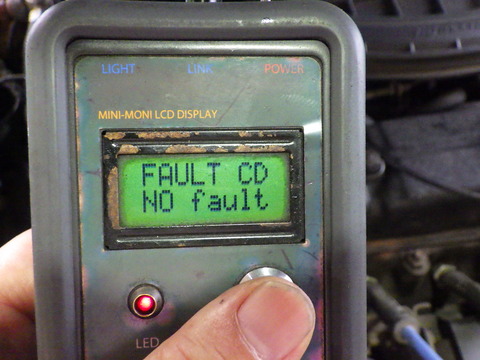 LIGHT LINK POWER
MINI-MONI LCD DISPLAY
FAULT CD
NO fault
LED